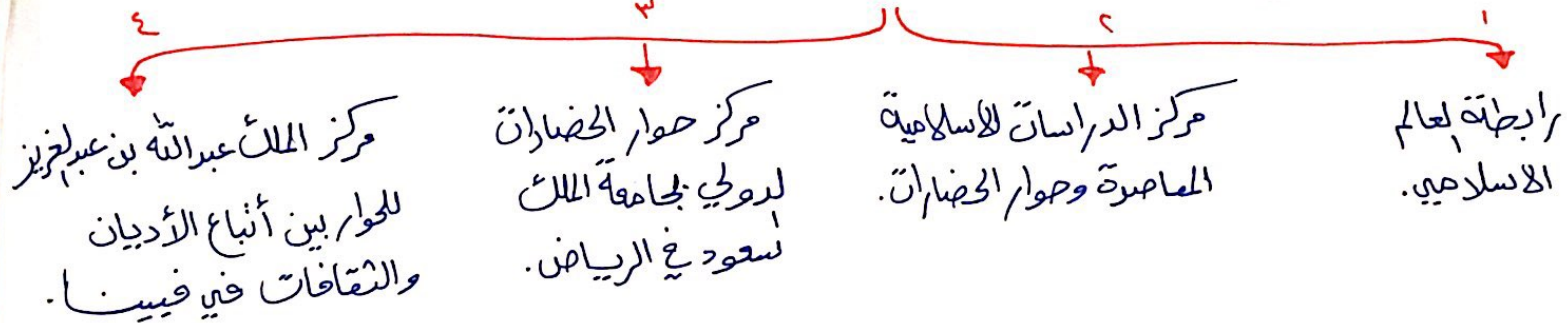 ١
٢
٣
٤
رابطة العالم
الاسلامي.
مركز الدراسات الاسلامية
المعاصرة وحوار الحضارات.
مركز حوار الحضارات
الدولي بجامعة الملك
سعود في الرياض.
مركز الملك عبدالله بن عبدالعزيز
للحوار بين أتباع الأديان
والثقافات في فيينا.